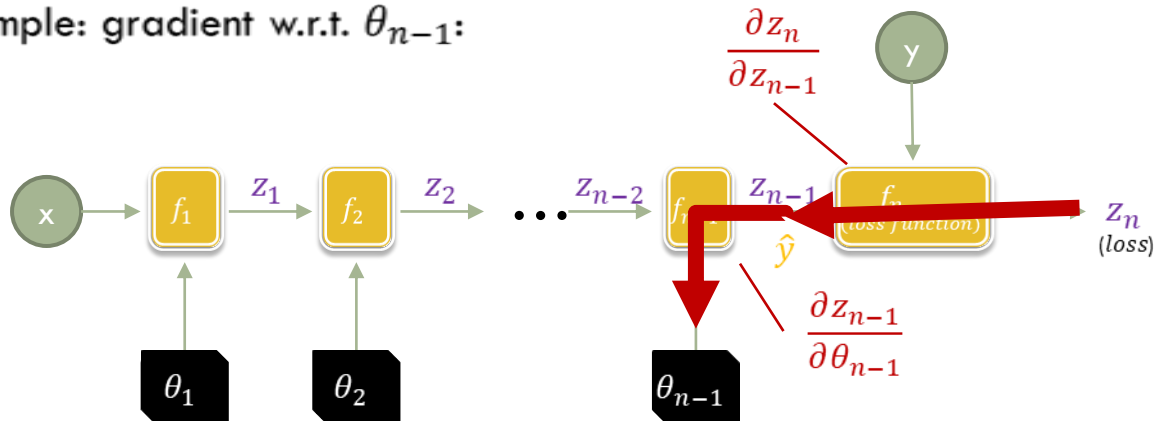 mple: gradient w.r.t. θₙ₋₁:
∂zₙ
∂zₙ₋₁
y
x
f₁
z₁
f₂
z₂
...
zₙ₋₂
zₙ₋₁
ŷ
(loss function)
zₙ
(loss)
∂zₙ₋₁
∂θₙ₋₁
θ₁
θ₂
θₙ₋₁